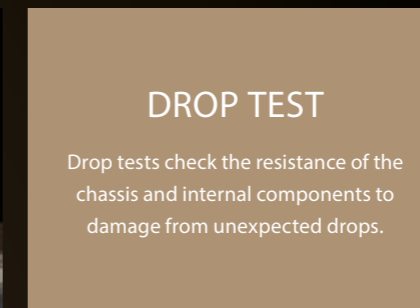 DROP TEST
Drop tests check the resistance of the
chassis and internal components to
damage from unexpected drops.